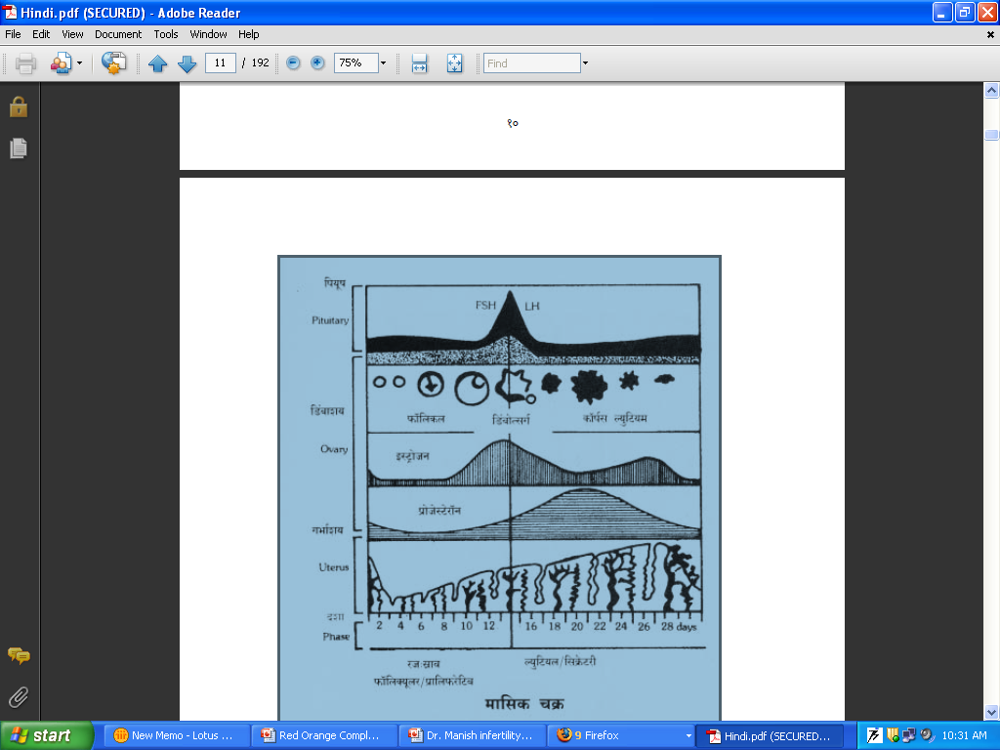 Hindi.pdf (SECURED) - Adobe Reader
File Edit View Document Tools Window Help
11 / 192 75% Find
१०
पियूष
FSH LH
Pituitary
डिंबाशय
फॉलिकल डिंबोत्सर्ग कॉर्पस ल्युटियम
Ovary
इस्ट्रोजन
प्रोजेस्टेरॉन
गर्भाशय
Uterus
दशा
2 4 6 8 10 12 16 18 20 22 24 26 28 days
Phase
रज:स्राव ल्युटियल/सिक्रेटरी
फॉलिक्यूलर/प्रालिफरेटिव
मासिक चक्र
start New Memo - Lotus ... Red Orange Compl... Dr. Manish infertility... 9 Firefox Hindi.pdf (SECURED... 10:31 AM